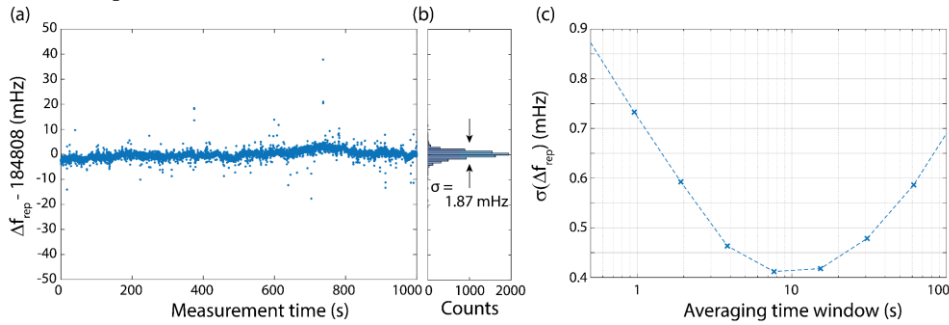 (a)
50
40
30
20
10
0
-10
-20
-30
-40
-50
Δf_rep - 184808 (mHz)
0 200 400 600 800 1000
Measurement time (s)
(b)
σ =
1.87 mHz
0 1000 2000
Counts
(c)
0.9
0.8
0.7
0.6
0.5
0.4
σ(Δf_rep) (mHz)
1 10 100
Averaging time window (s)